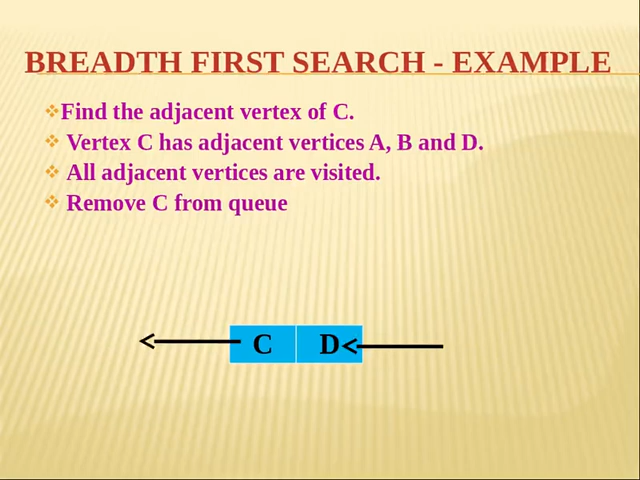 BREADTH FIRST SEARCH - EXAMPLE
❖Find the adjacent vertex of C.
❖ Vertex C has adjacent vertices A, B and D.
❖ All adjacent vertices are visited.
❖ Remove C from queue
C D